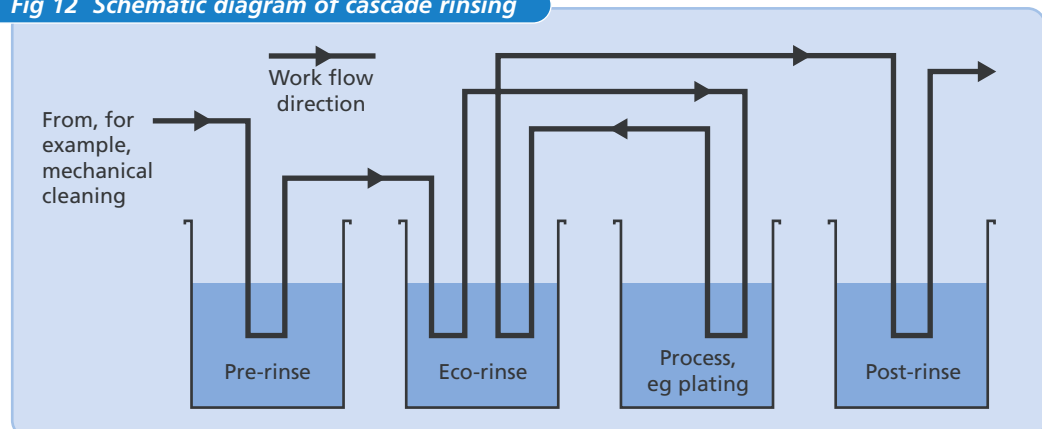 Fig 12 Schematic diagram of cascade rinsing
Work flow
direction
From, for
example,
mechanical
cleaning
Pre-rinse
Eco-rinse
Process,
eg plating
Post-rinse